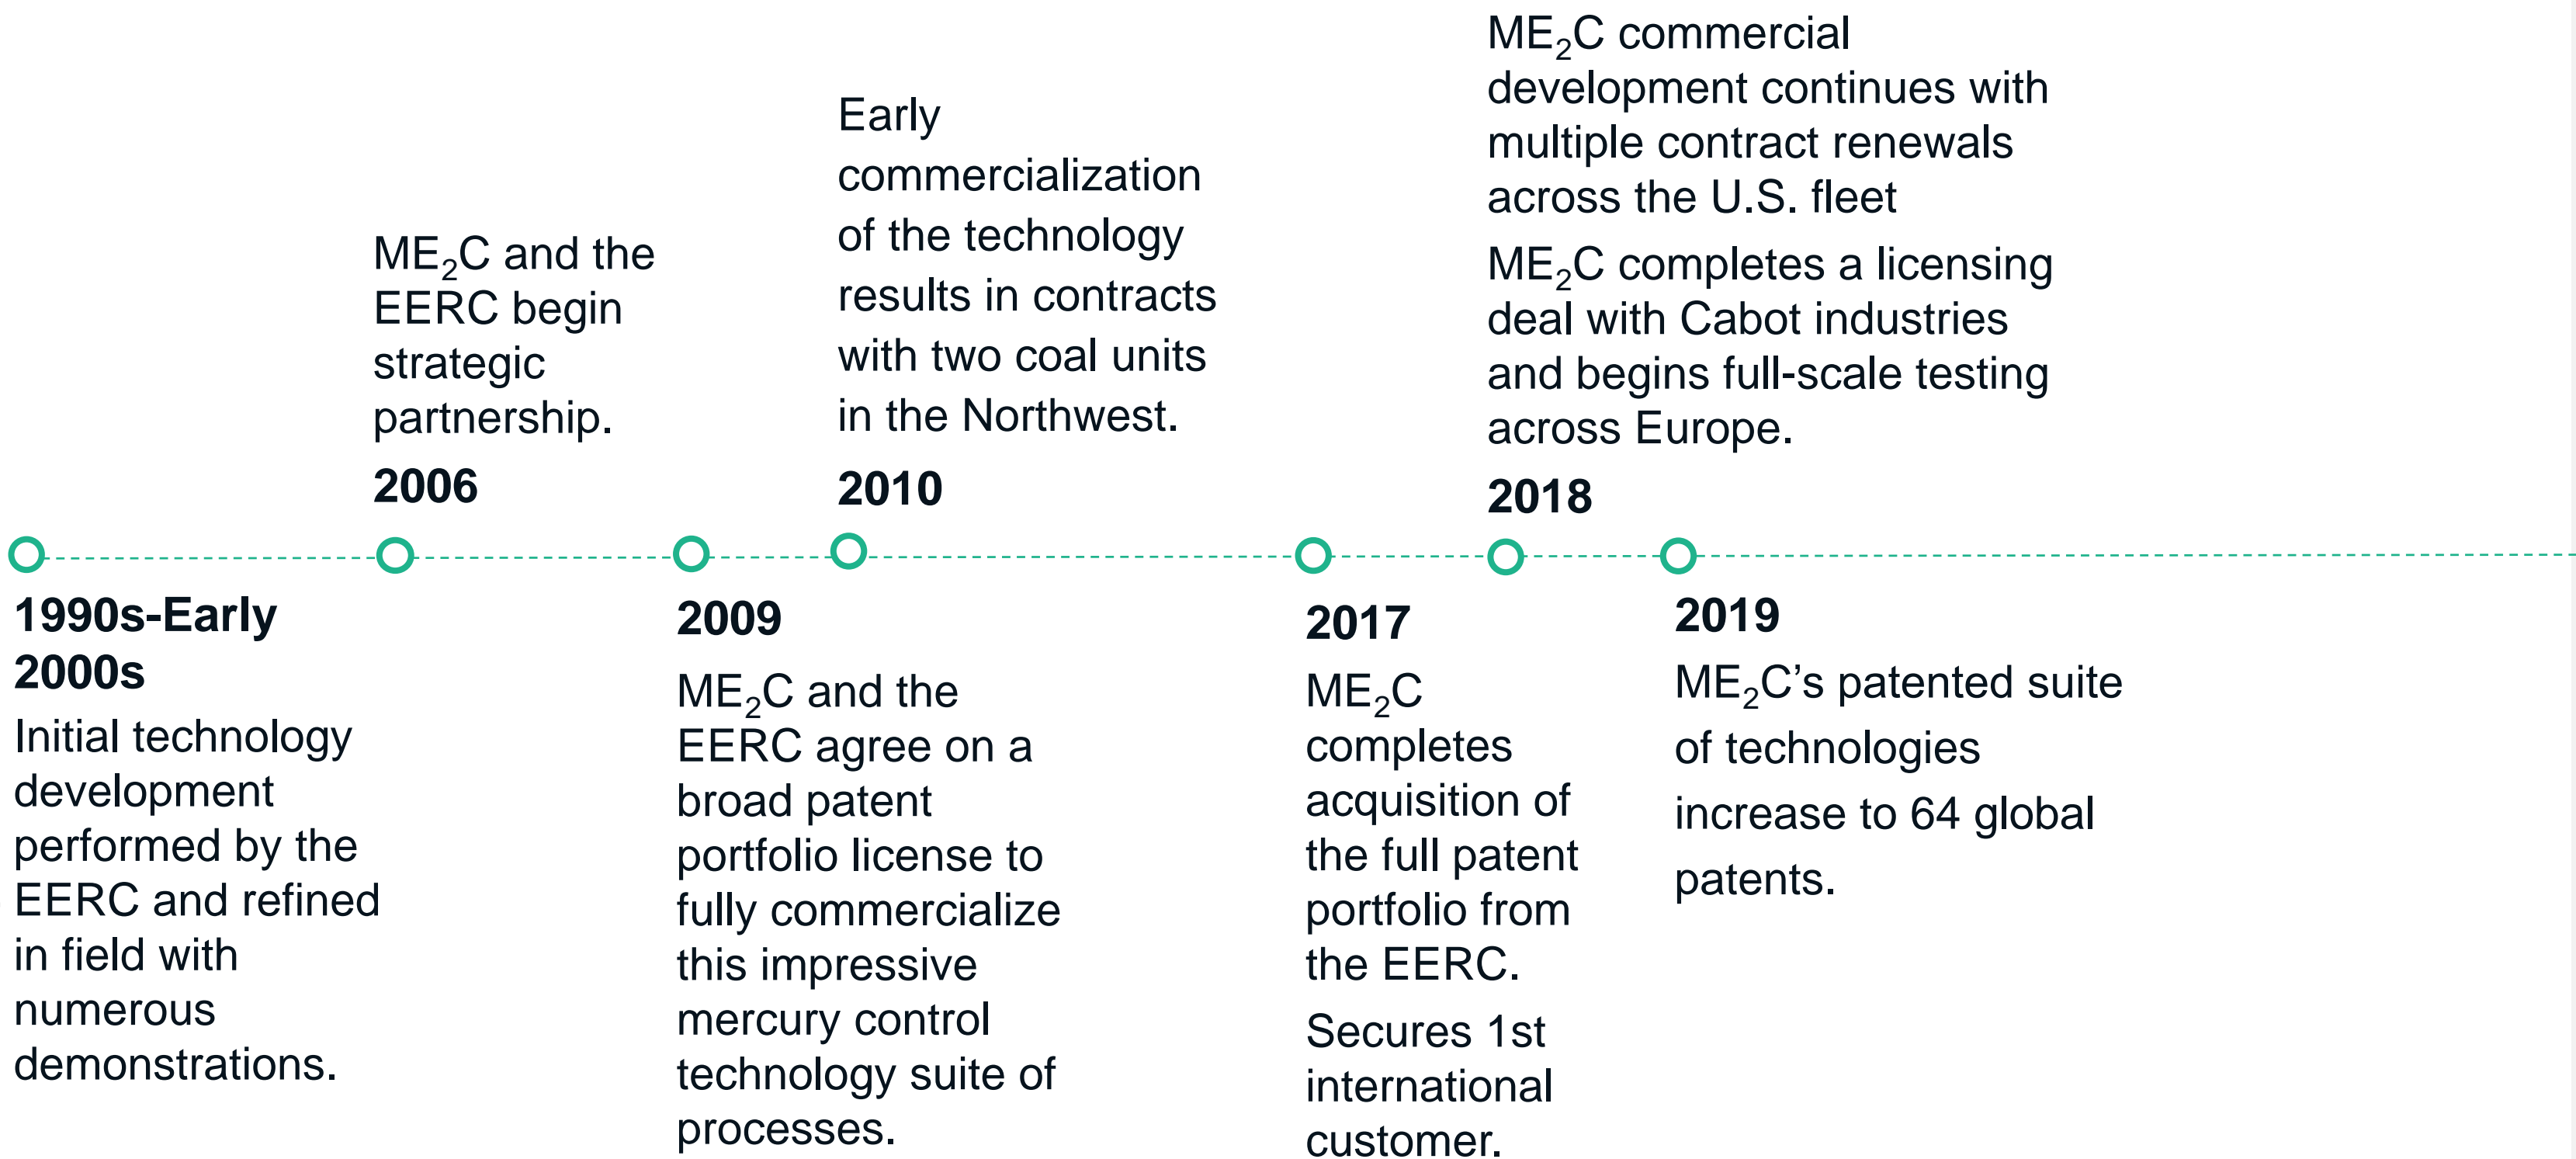 1990s-Early
2000s
Initial technology
development
performed by the
EERC and refined
in field with
numerous
demonstrations.
ME₂C and the
EERC begin
strategic
partnership.
2006
2009
ME₂C and the
EERC agree on a
broad patent
portfolio license to
fully commercialize
this impressive
mercury control
technology suite of
processes.
Early
commercialization
of the technology
results in contracts
with two coal units
in the Northwest.
2010
2017
ME₂C
completes
acquisition of
the full patent
portfolio from
the EERC.
Secures 1st
international
customer.
ME₂C commercial
development continues with
multiple contract renewals
across the U.S. fleet
ME₂C completes a licensing
deal with Cabot industries
and begins full-scale testing
across Europe.
2018
2019
ME₂C’s patented suite
of technologies
increase to 64 global
patents.